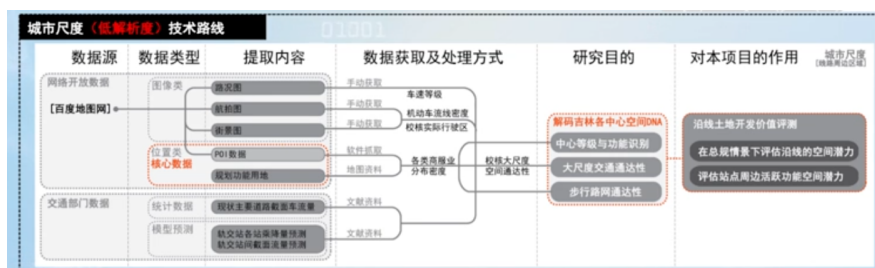 城市尺度（低解析度）技术路线
数据源
数据类型
提取内容
数据获取及处理方式
研究目的
对本项目的作用
城市尺度
[线路周边区域]
网络开放数据
[百度地图网]
图像类
路况图
航拍图
街景图
位置类
核心数据
POI数据
规划功能用地
交通部门数据
统计数据
现状主要道路截面车流量
模型预测
轨交站各站乘降量预测
轨交站间截面流量预测
手动获取
手动获取
手动获取
软件抓取
地图资料
文献资料
文献资料
车速等级
机动车流线密度
校核实际行驶区
各类商服业
分布密度
校核大尺度
空间通达性
解码吉林各中心空间DNA
中心等级与功能识别
大尺度交通通达性
步行路网通达性
沿线土地开发价值评测
在总规情景下评估沿线的空间潜力
评估站点周边活跃功能空间潜力